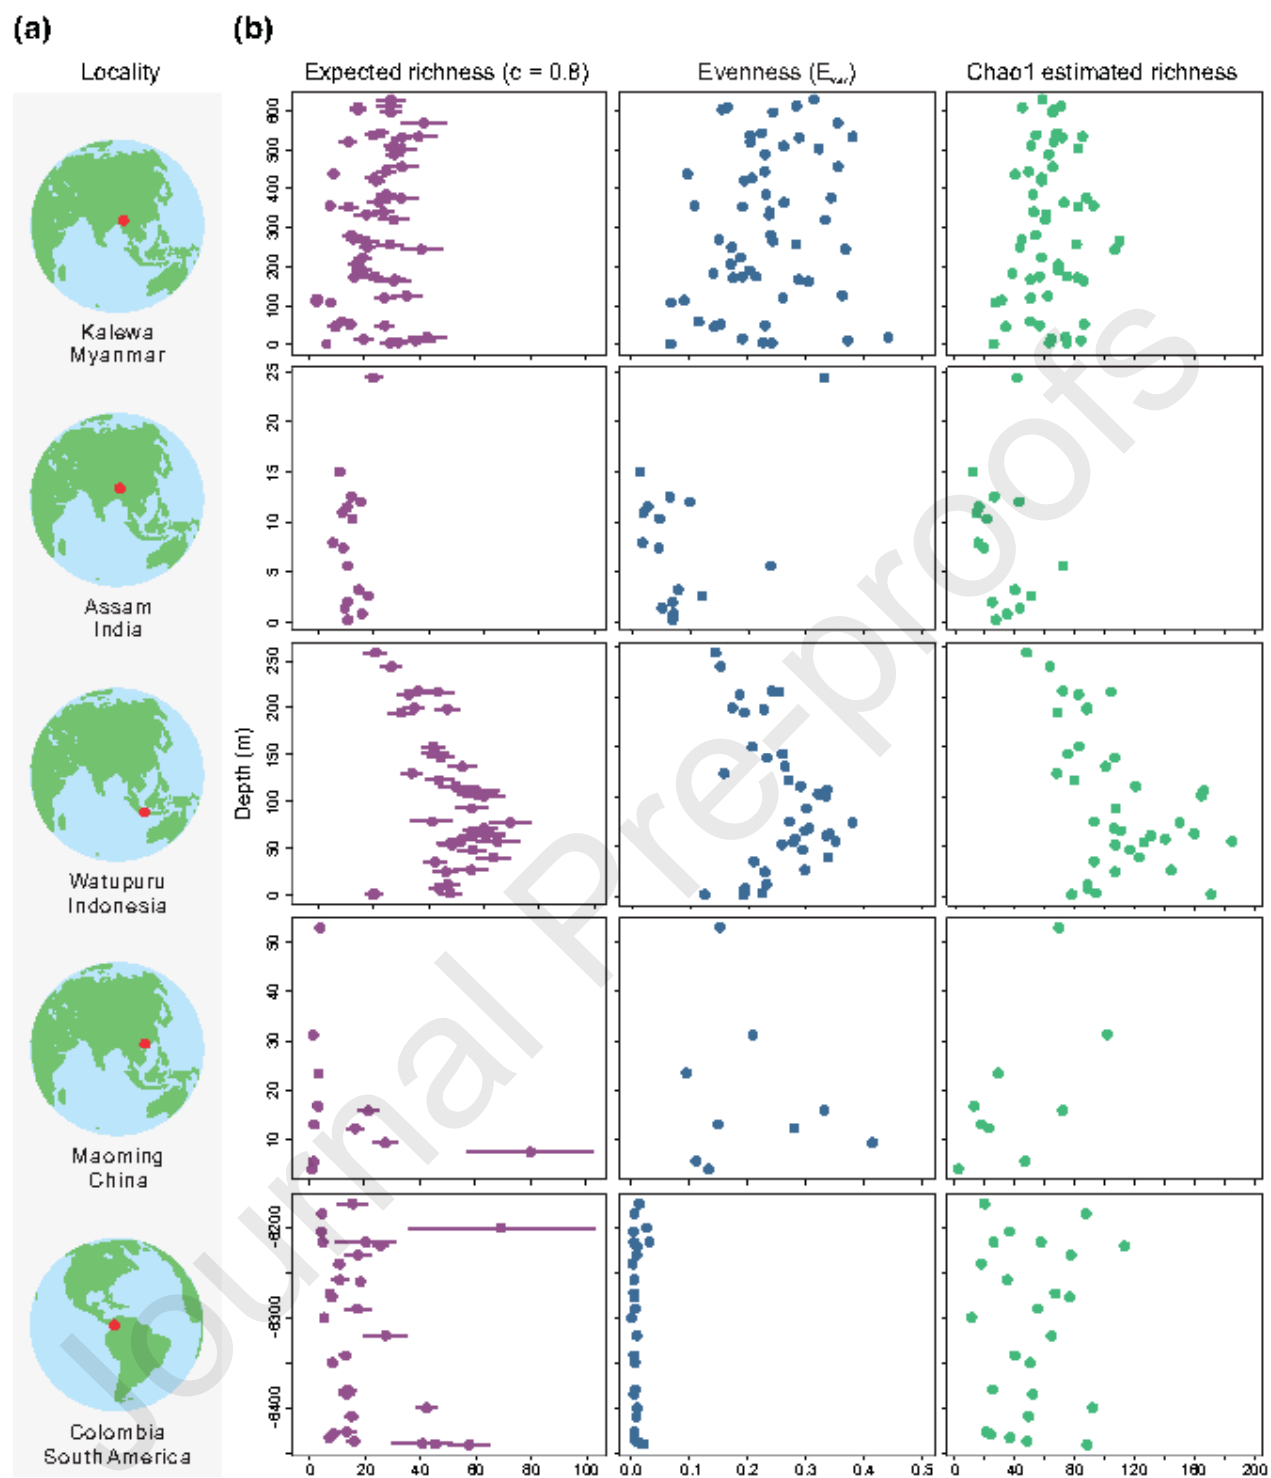 (a)
(b)
Locality
Expected richness (c = 0.8)
Evenness (Evar)
Chao1 estimated richness
600
500
400
300
200
100
0
Kalewa
Myanmar
25
20
15
10
5
0
Assam
India
Depth (m)
250
200
150
100
50
0
Watupuru
Indonesia
50
40
30
20
10
Maoming
China
-8200
-8300
-8400
Colombia
South America
0 20 40 60 80 100
0.0 0.1 0.2 0.3 0.4 0.5
0 40 80 120 160 200
Journal Pre-proofs